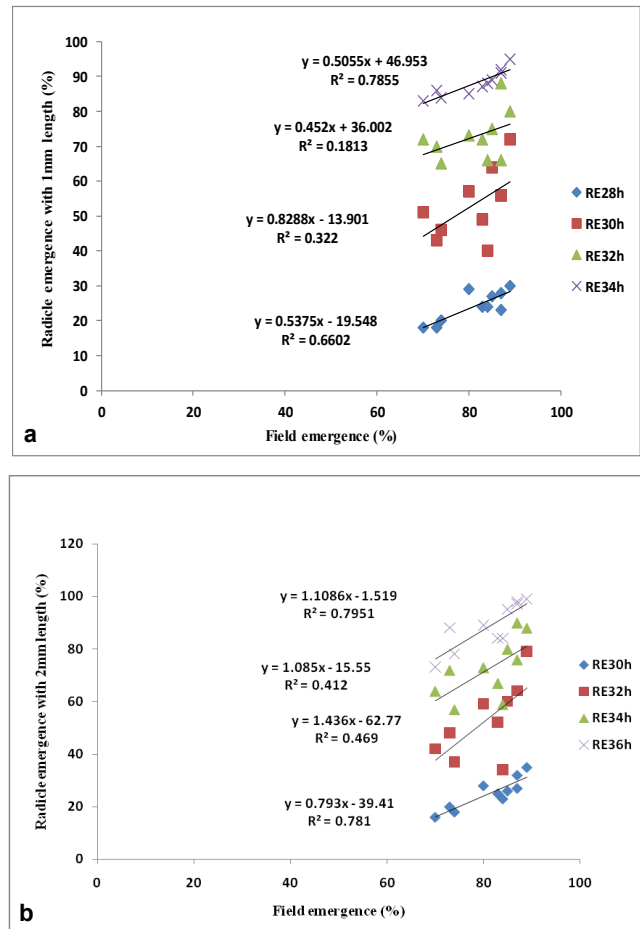 100
90
80
70
60
50
40
30
20
10
0
Radicle emergence with 1mm length (%)
y = 0.5055x + 46.953
R² = 0.7855
y = 0.452x + 36.002
R² = 0.1813
y = 0.8288x - 13.901
R² = 0.322
y = 0.5375x - 19.548
R² = 0.6602
RE28h
RE30h
RE32h
RE34h
0 20 40 60 80 100
Field emergence (%)
a
120
100
80
60
40
20
0
Radicle emergence with 2mm length (%)
y = 1.1086x - 1.519
R² = 0.7951
y = 1.085x - 15.55
R² = 0.412
y = 1.436x - 62.77
R² = 0.469
y = 0.793x - 39.41
R² = 0.781
RE30h
RE32h
RE34h
RE36h
0 20 40 60 80 100
Field emergence (%)
b